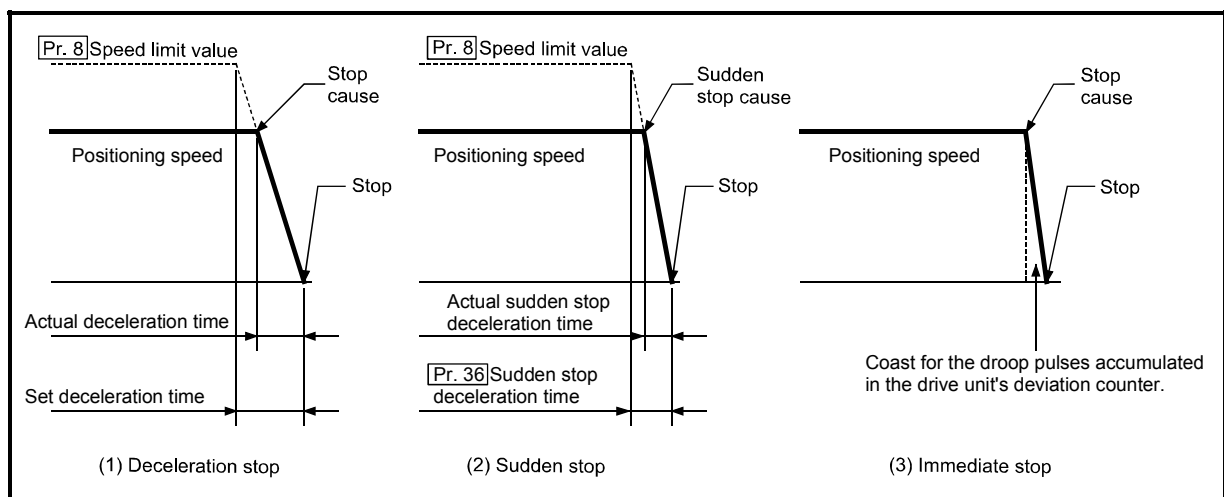 Pr. 8 Speed limit value
Stop
cause
Positioning speed
Stop
Actual deceleration time
Set deceleration time
(1) Deceleration stop
Pr. 8 Speed limit value
Sudden
stop cause
Positioning speed
Stop
Actual sudden stop
deceleration time
Pr. 36 Sudden stop
deceleration time
(2) Sudden stop
Stop
cause
Positioning speed
Stop
Coast for the droop pulses accumulated
in the drive unit's deviation counter.
(3) Immediate stop